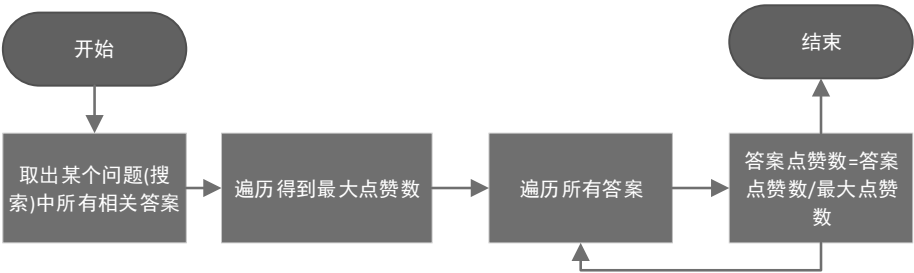 开始
结束
取出某个问题(搜
索)中所有相关答案
遍历得到最大点赞数
遍历所有答案
答案点赞数=答案
点赞数/最大点赞
数